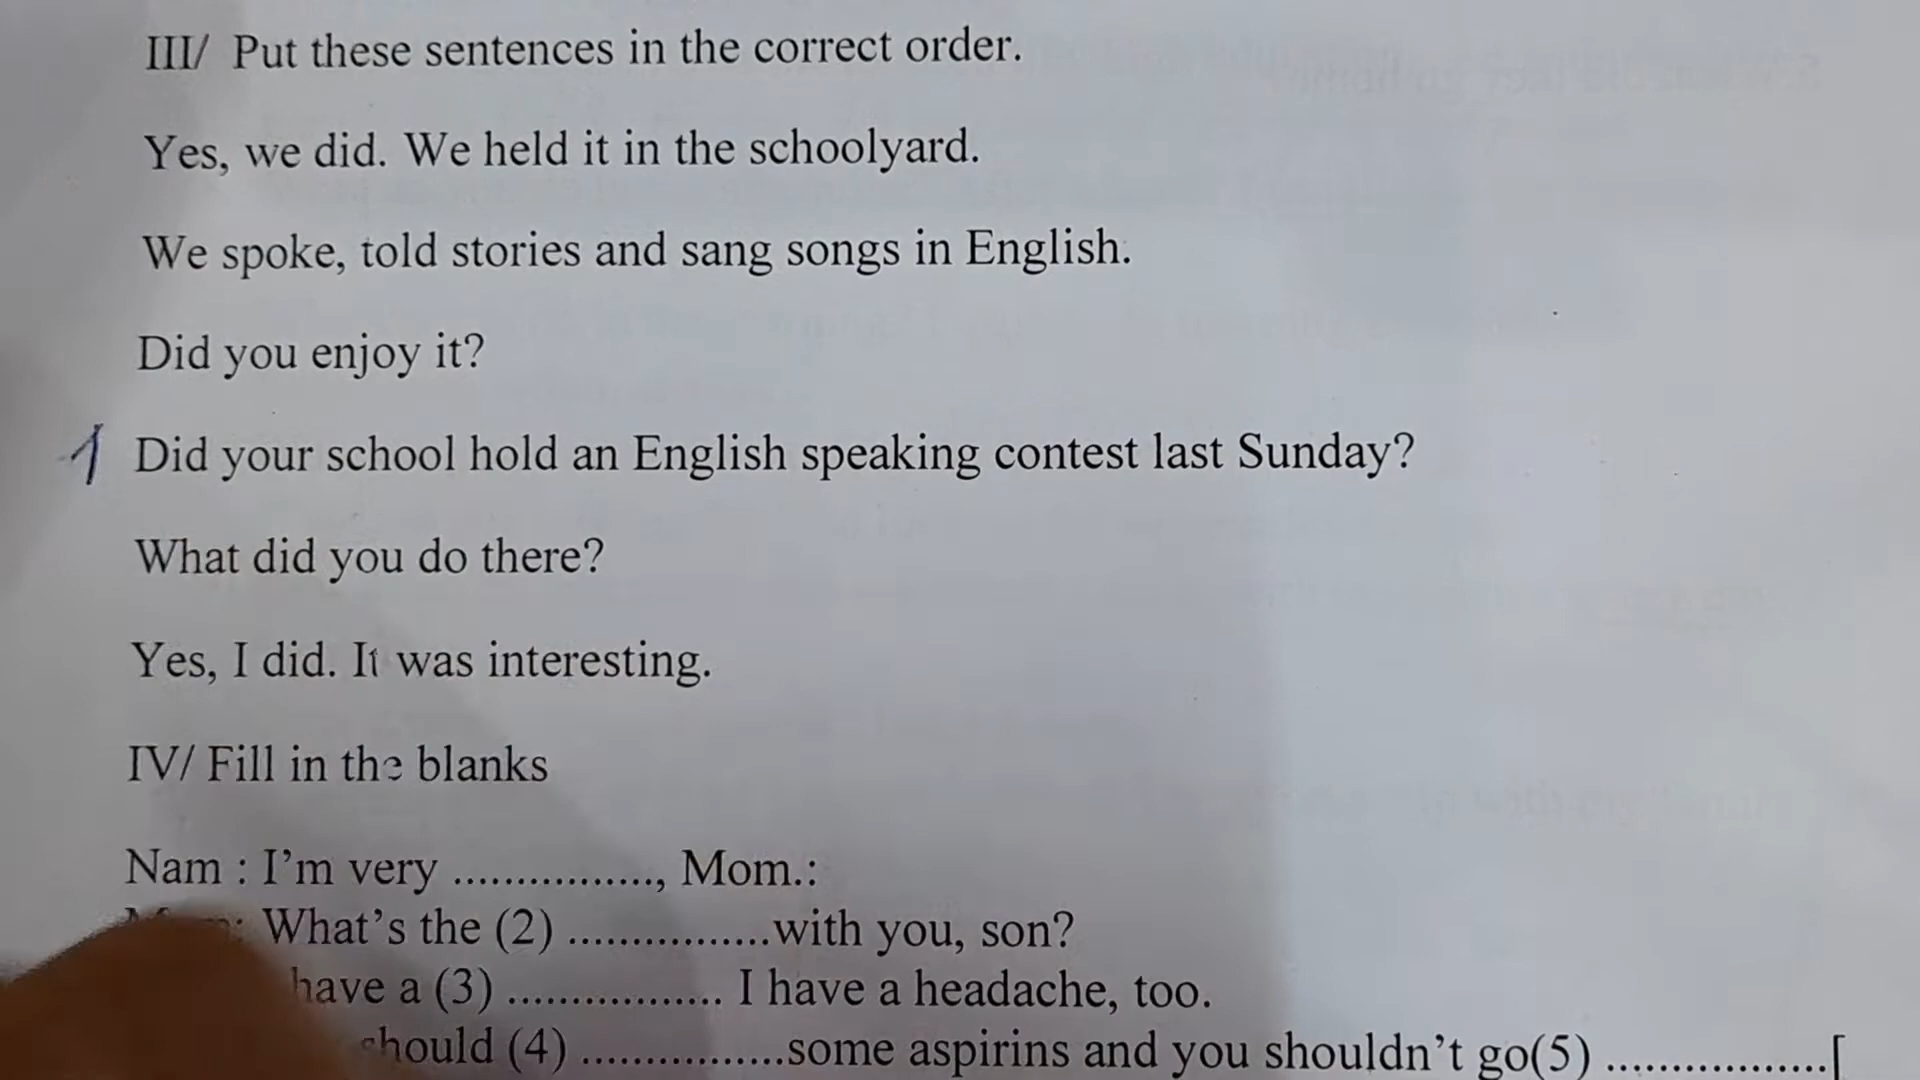 III/ Put these sentences in the correct order.
Yes, we did. We held it in the schoolyard.
We spoke, told stories and sang songs in English.
Did you enjoy it?
1 Did your school hold an English speaking contest last Sunday?
What did you do there?
Yes, I did. It was interesting.
IV/ Fill in the blanks
Nam : I'm very ................, Mom.:
: What's the (2) ................with you, son?
have a (3) ................. I have a headache, too.
should (4) ................some aspirins and you shouldn't go(5) ..................[